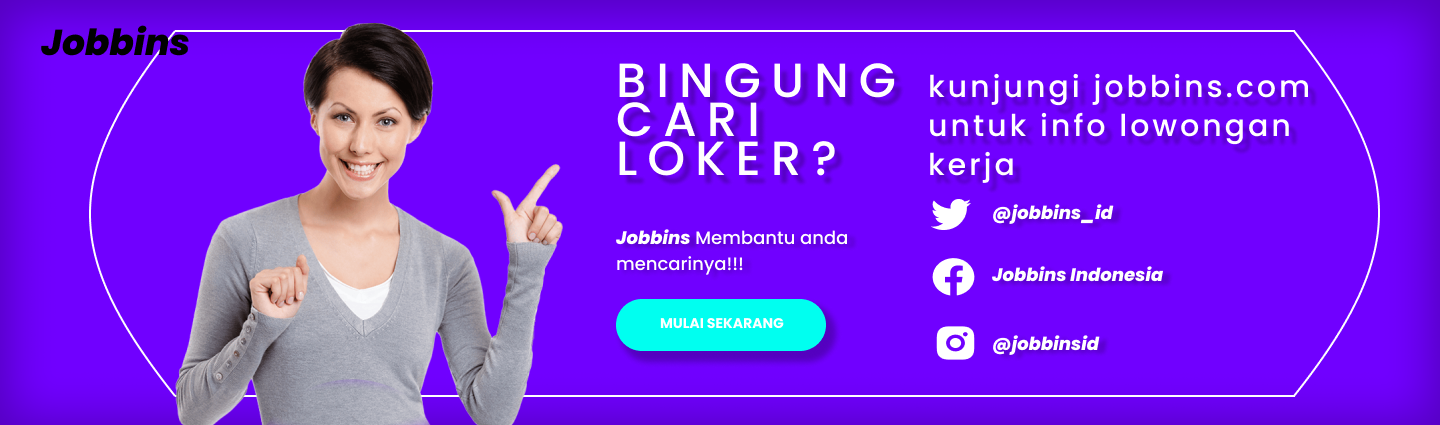 Jobbins
BINGUNG
CARI
LOKER?
Jobbins Membantu anda
mencarinya!!!
MULAI SEKARANG
kunjungi jobbins.com
untuk info lowongan
kerja
@jobbins_id
Jobbins Indonesia
@jobbinsid